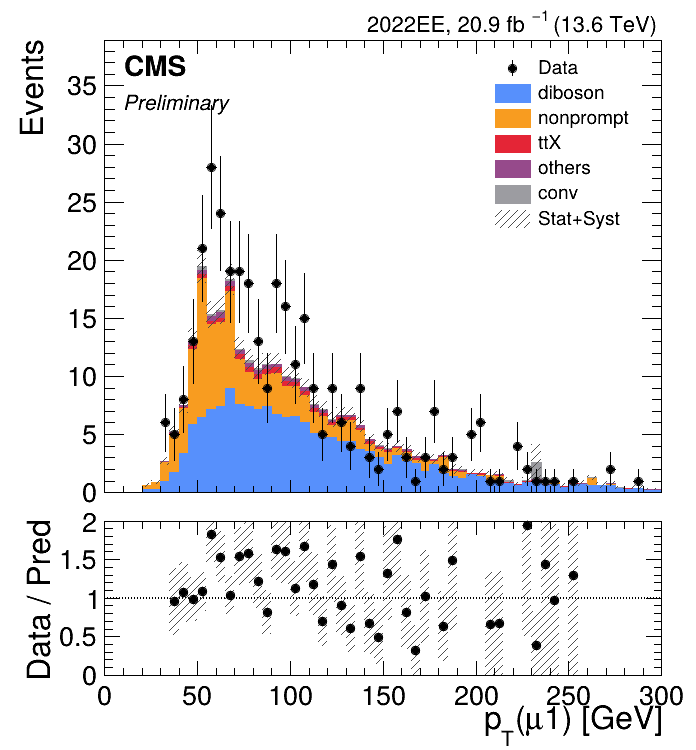 2022EE, 20.9 fb ⁻¹ (13.6 TeV)
CMS
Preliminary
Events
Data
diboson
nonprompt
ttX
others
conv
Stat+Syst
35
30
25
20
15
10
5
0
Data / Pred
2
1.5
1
0.5
0
0 50 100 150 200 250 300
p_T(μ1) [GeV]